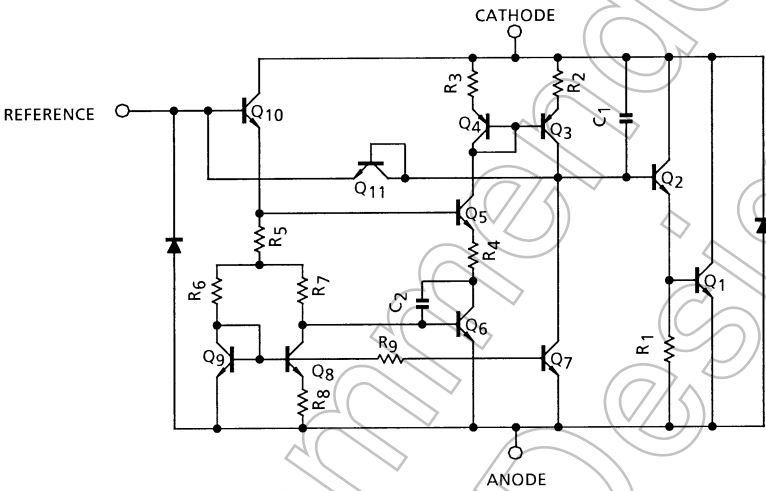 CATHODE
REFERENCE
Q10
R3
R2
Q4
Q3
C1
Q11
Q2
Q5
R5
R4
R6
R7
C2
Q6
Q1
R9
R1
Q9
Q8
Q7
R8
ANODE